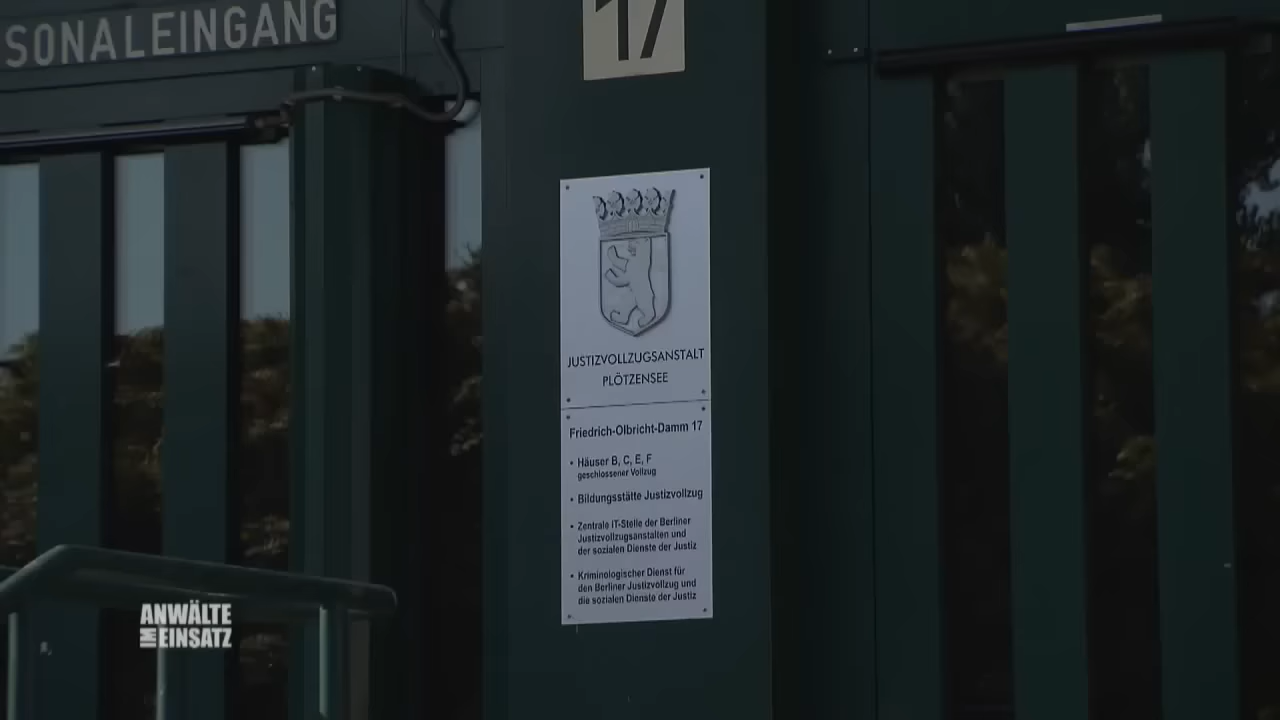 SONALEINGANG
17
JUSTIZVOLLZUGSANSTALT
PLÖTZENSEE
Friedrich-Olbricht-Damm 17
• Häuser B, C, E, F
geschlossener Vollzug
• Bildungsstätte Justizvollzug
• Zentrale IT-Stelle der Berliner
Justizvollzugsanstalten und
der sozialen Dienste der Justiz
• Kriminologischer Dienst für
den Berliner Justizvollzug und
die sozialen Dienste der Justiz
ANWÄLTE
IM EINSATZ